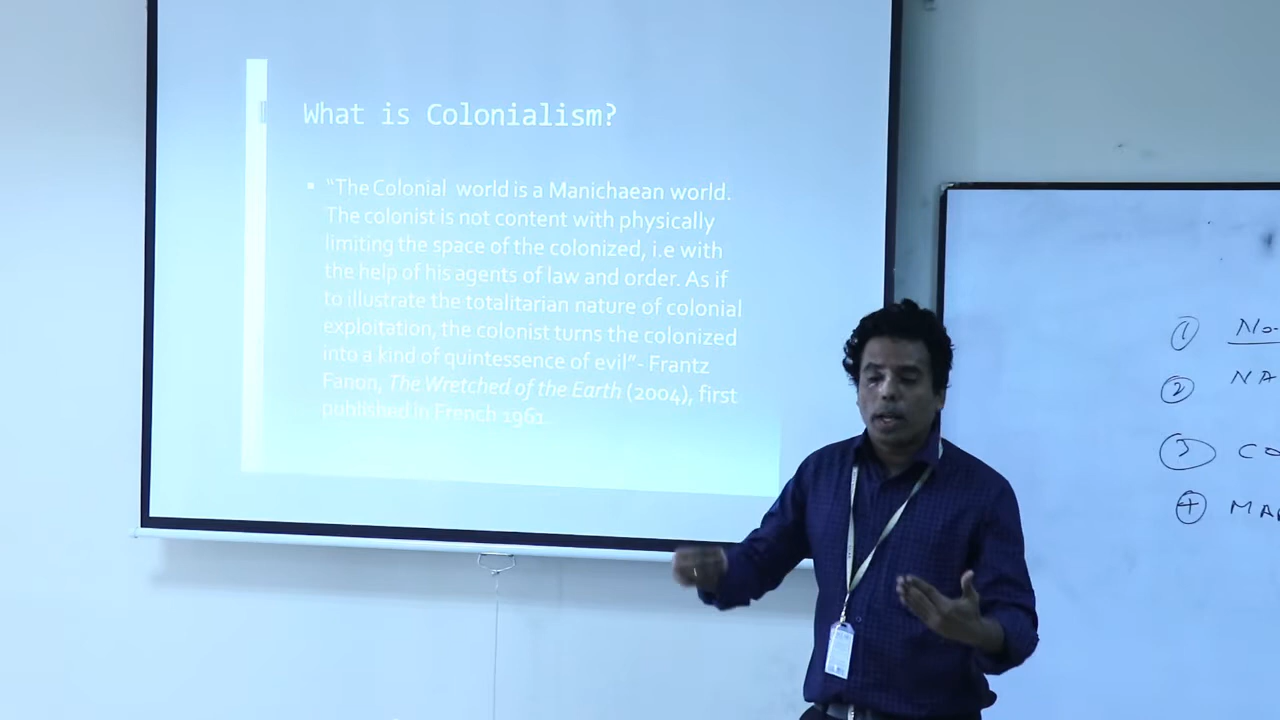 What is Colonialism?
▪ “The Colonial world is a Manichaean world.
The colonist is not content with physically
limiting the space of the colonized, i.e with
the help of his agents of law and order. As if
to illustrate the totalitarian nature of colonial
exploitation, the colonist turns the colonized
into a kind of quintessence of evil”- Frantz
Fanon, The Wretched of the Earth (2004), first
published in French 1961.
①
② NA
③ CO
④ MA